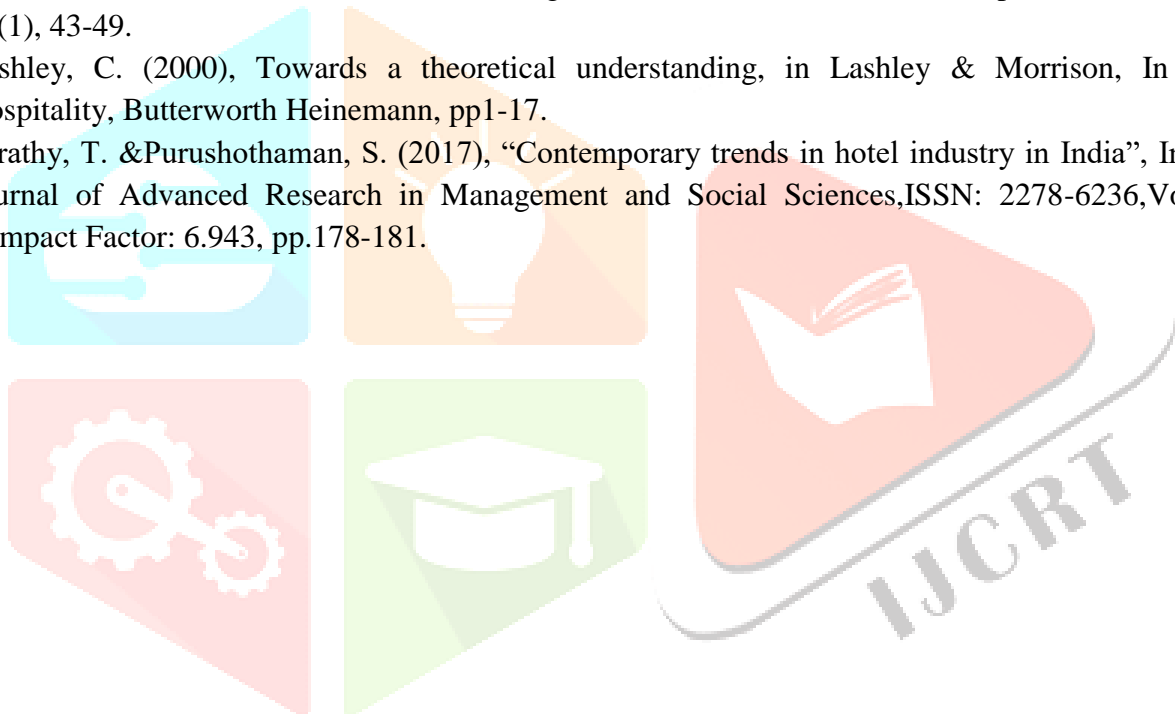 (1), 43-49.
shley, C. (2000), Towards a theoretical understanding, in Lashley & Morrison, In
ospitality, Butterworth Heinemann, pp1-17.
rathy, T. &Purushothaman, S. (2017), “Contemporary trends in hotel industry in India”, In
urnal of Advanced Research in Management and Social Sciences,ISSN: 2278-6236,Vo
mpact Factor: 6.943, pp.178-181.
IJCRT